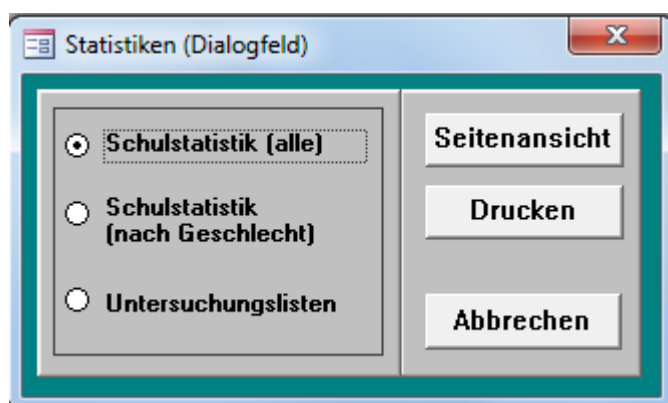 Statistiken (Dialogfeld)
Schulstatistik (alle)
Schulstatistik
(nach Geschlecht)
Untersuchungslisten
Seitenansicht
Drucken
Abbrechen